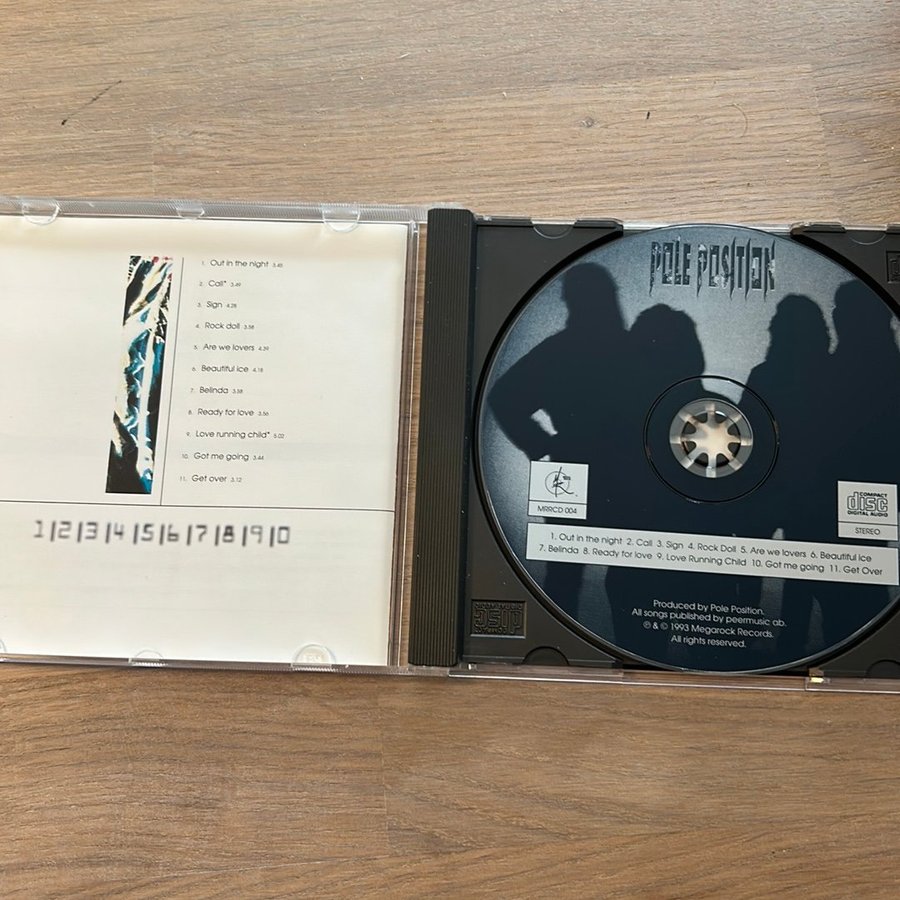 1. Out in the night 3.45
2. Call* 3.49
3. Sign 4.28
4. Rock doll 3.58
5. Are we lovers 4.39
6. Beautiful ice 4.18
7. Belinda 3.58
8. Ready for love 3.56
9. Love running child* 5.02
10. Got me going 3.44
11. Get over 3.12
1|2|3|4|5|6|7|8|9|0
POLE POSITION
MRRCD 004
COMPACT
disc
DIGITAL AUDIO
STEREO
1. Out in the night 2. Call 3. Sign 4. Rock Doll 5. Are we lovers 6. Beautiful ice
7. Belinda 8. Ready for love 9. Love Running Child 10. Got me going 11. Get Over
Produced by Pole Position.
All songs published by peermusic ab.
℗ & © 1993 Megarock Records.
All rights reserved.
COMPACT
disc
DIGITAL AUDIO